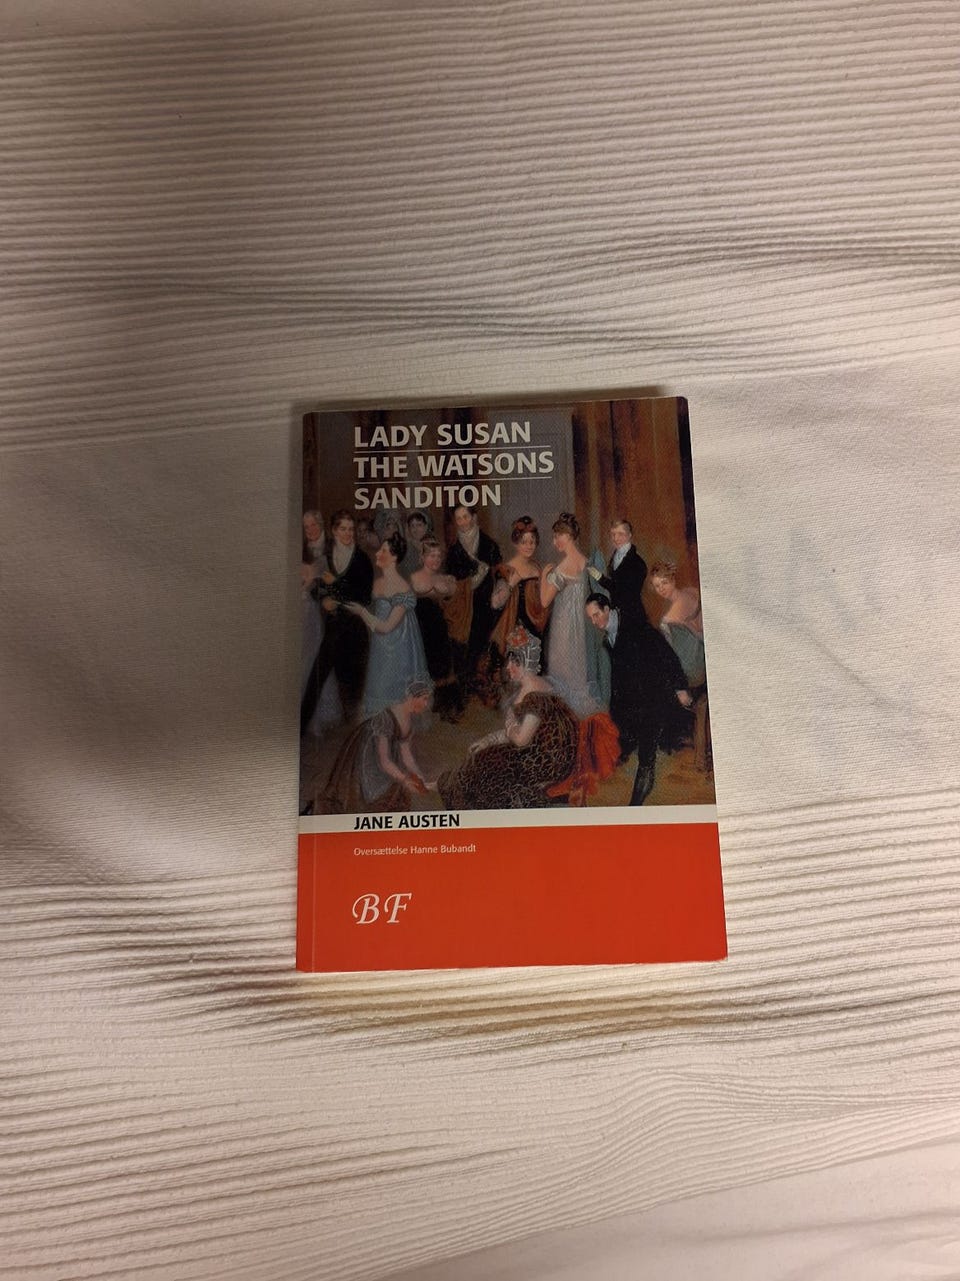 LADY SUSAN
THE WATSONS
SANDITON
JANE AUSTEN
Oversættelse Hanne Bubandt
BF